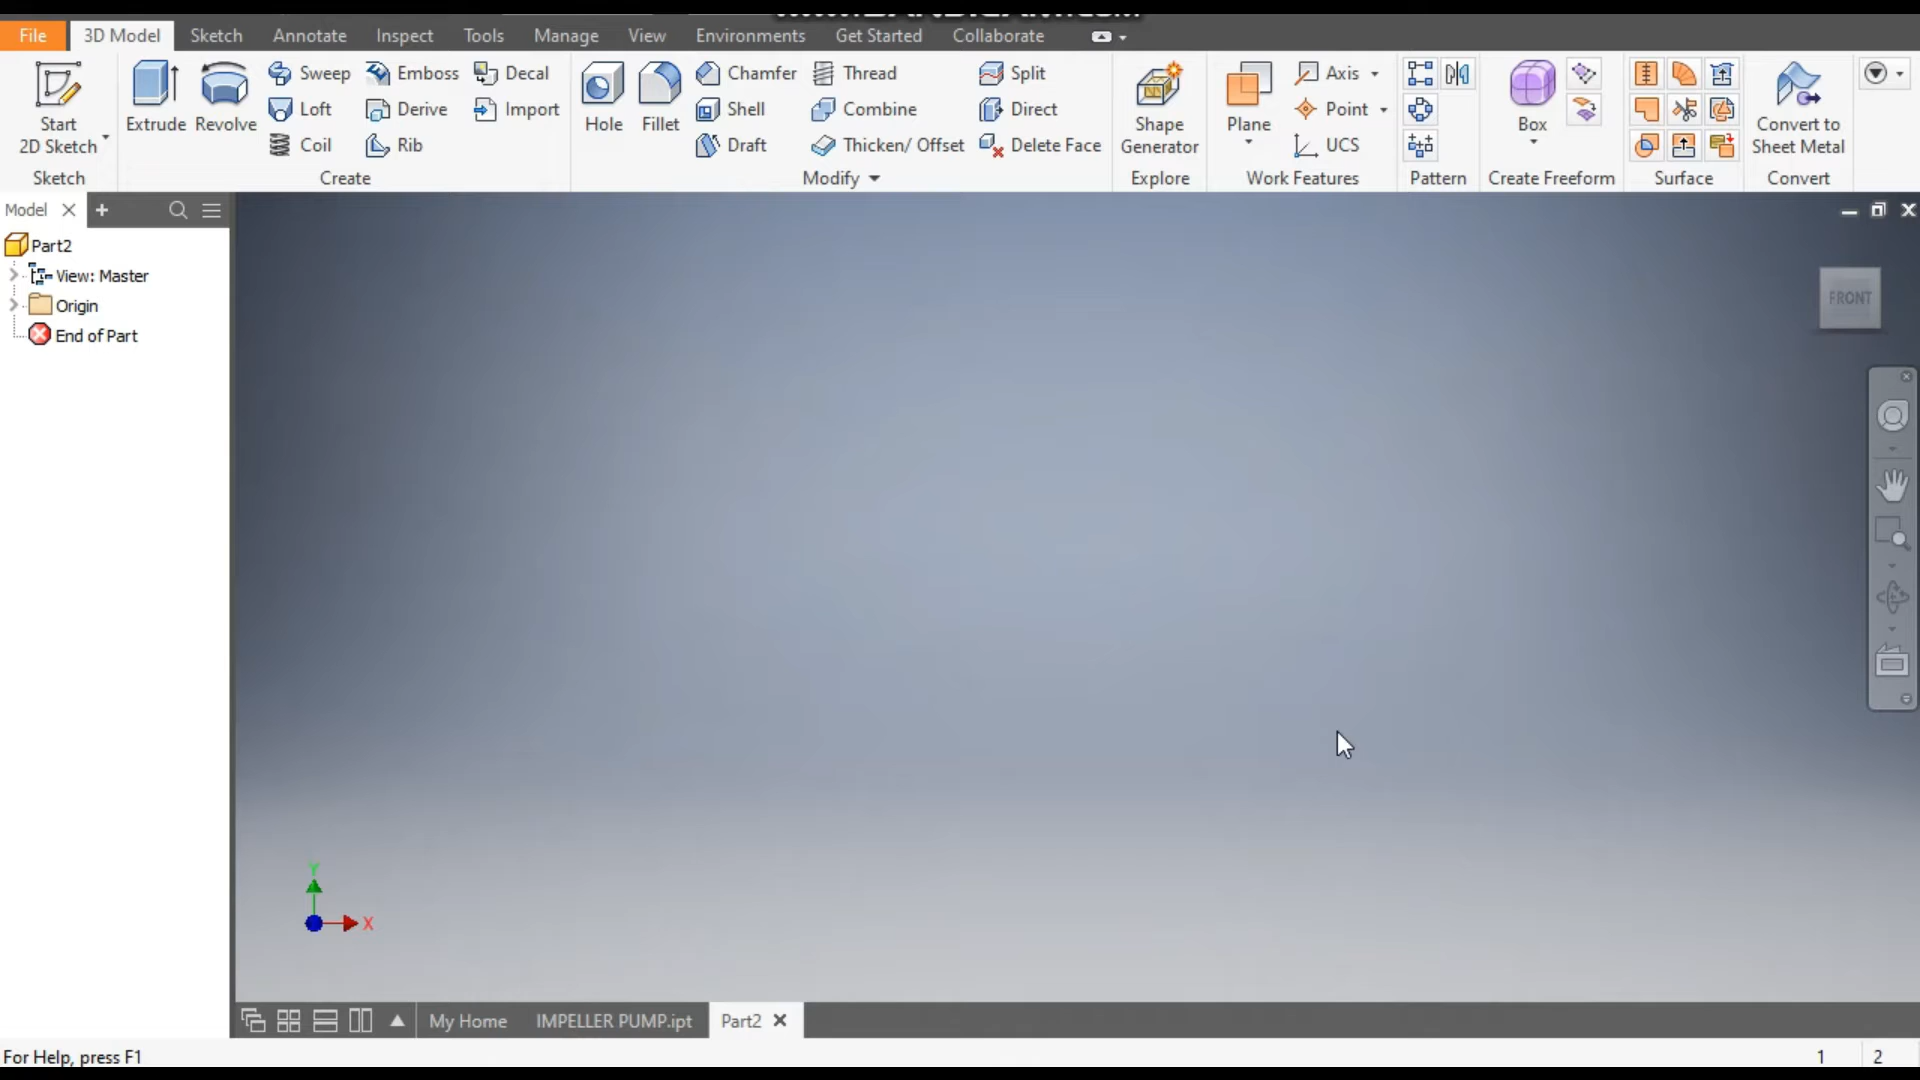 File 3D Model Sketch Annotate Inspect Tools Manage View Environments Get Started Collaborate
Start
2D Sketch
Extrude Revolve
Sweep Emboss Decal
Loft Derive Import
Coil Rib
Hole Fillet
Chamfer Thread Split
Shell Combine Direct
Draft Thicken/ Offset Delete Face
Shape
Generator
Plane
Axis
Point
UCS
Box
Convert to
Sheet Metal
Sketch Create Modify Explore Work Features Pattern Create Freeform Surface Convert
Model
Part2
View: Master
Origin
End of Part
FRONT
Y
X
My Home IMPELLER PUMP.ipt Part2
For Help, press F1
1 2